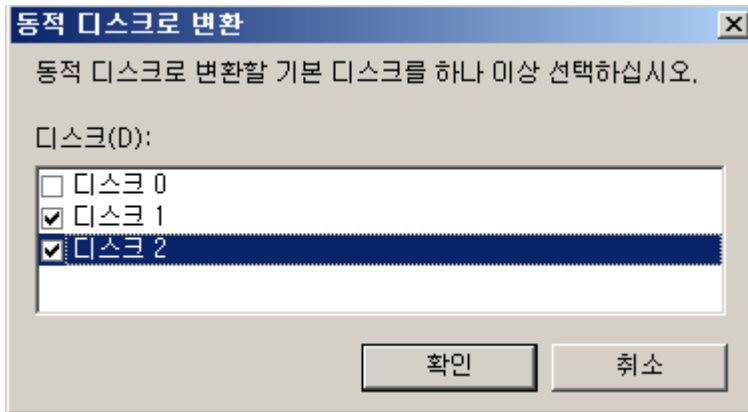 동적 디스크로 변환
동적 디스크로 변환할 기본 디스크를 하나 이상 선택하십시오.
디스크(D):
디스크 0
디스크 1
디스크 2
확인 취소